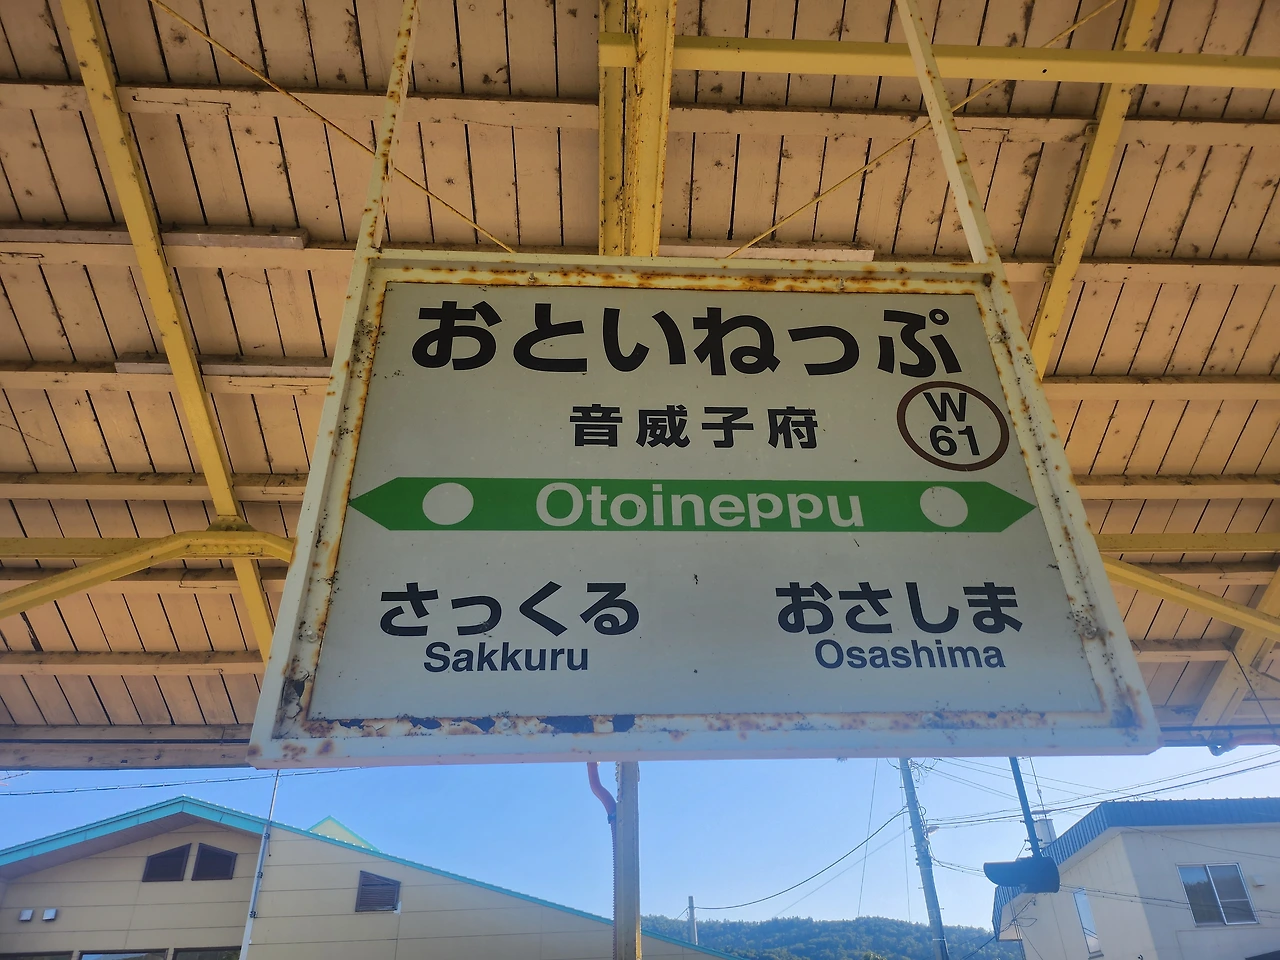 おといねっぷ
音威子府
W
61
Otoineppu
さっくる
おさしま
Sakkuru
Osashima